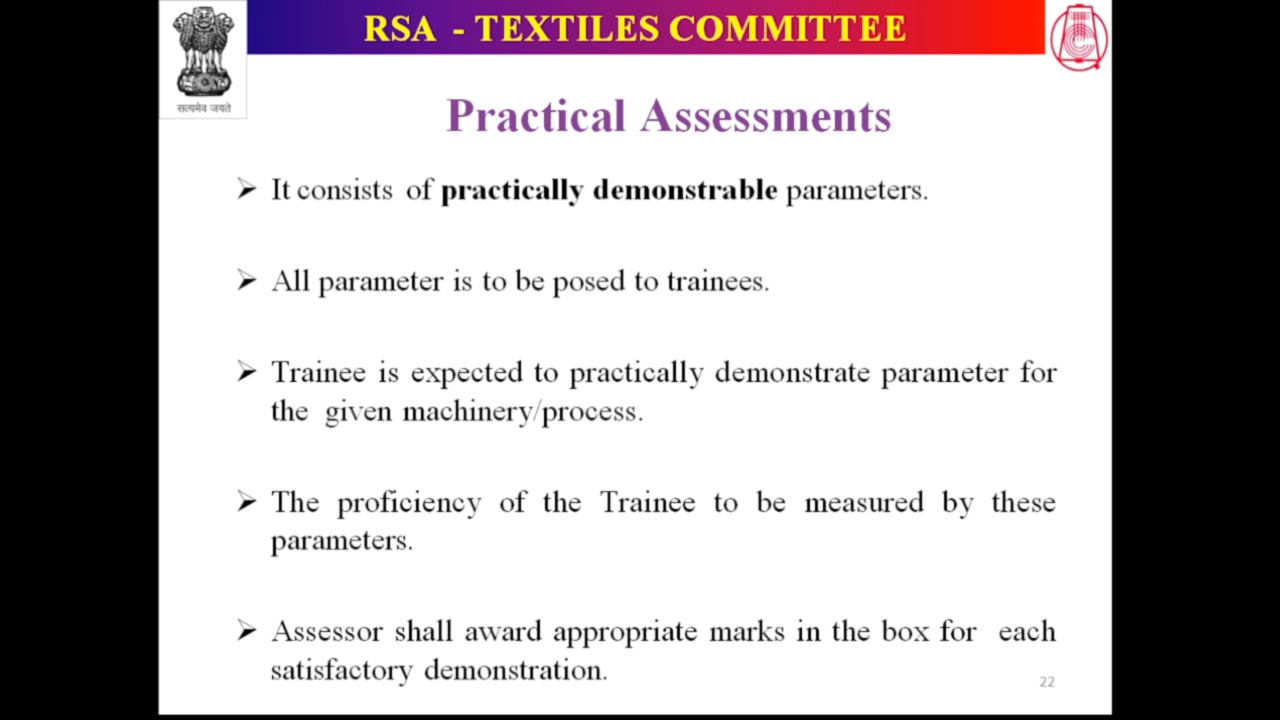 RSA - TEXTILES COMMITTEE
सत्यमेव जयते
Practical Assessments
➢ It consists of practically demonstrable parameters.
➢ All parameter is to be posed to trainees.
➢ Trainee is expected to practically demonstrate parameter for
the given machinery/process.
➢ The proficiency of the Trainee to be measured by these
parameters.
➢ Assessor shall award appropriate marks in the box for each
satisfactory demonstration.
22